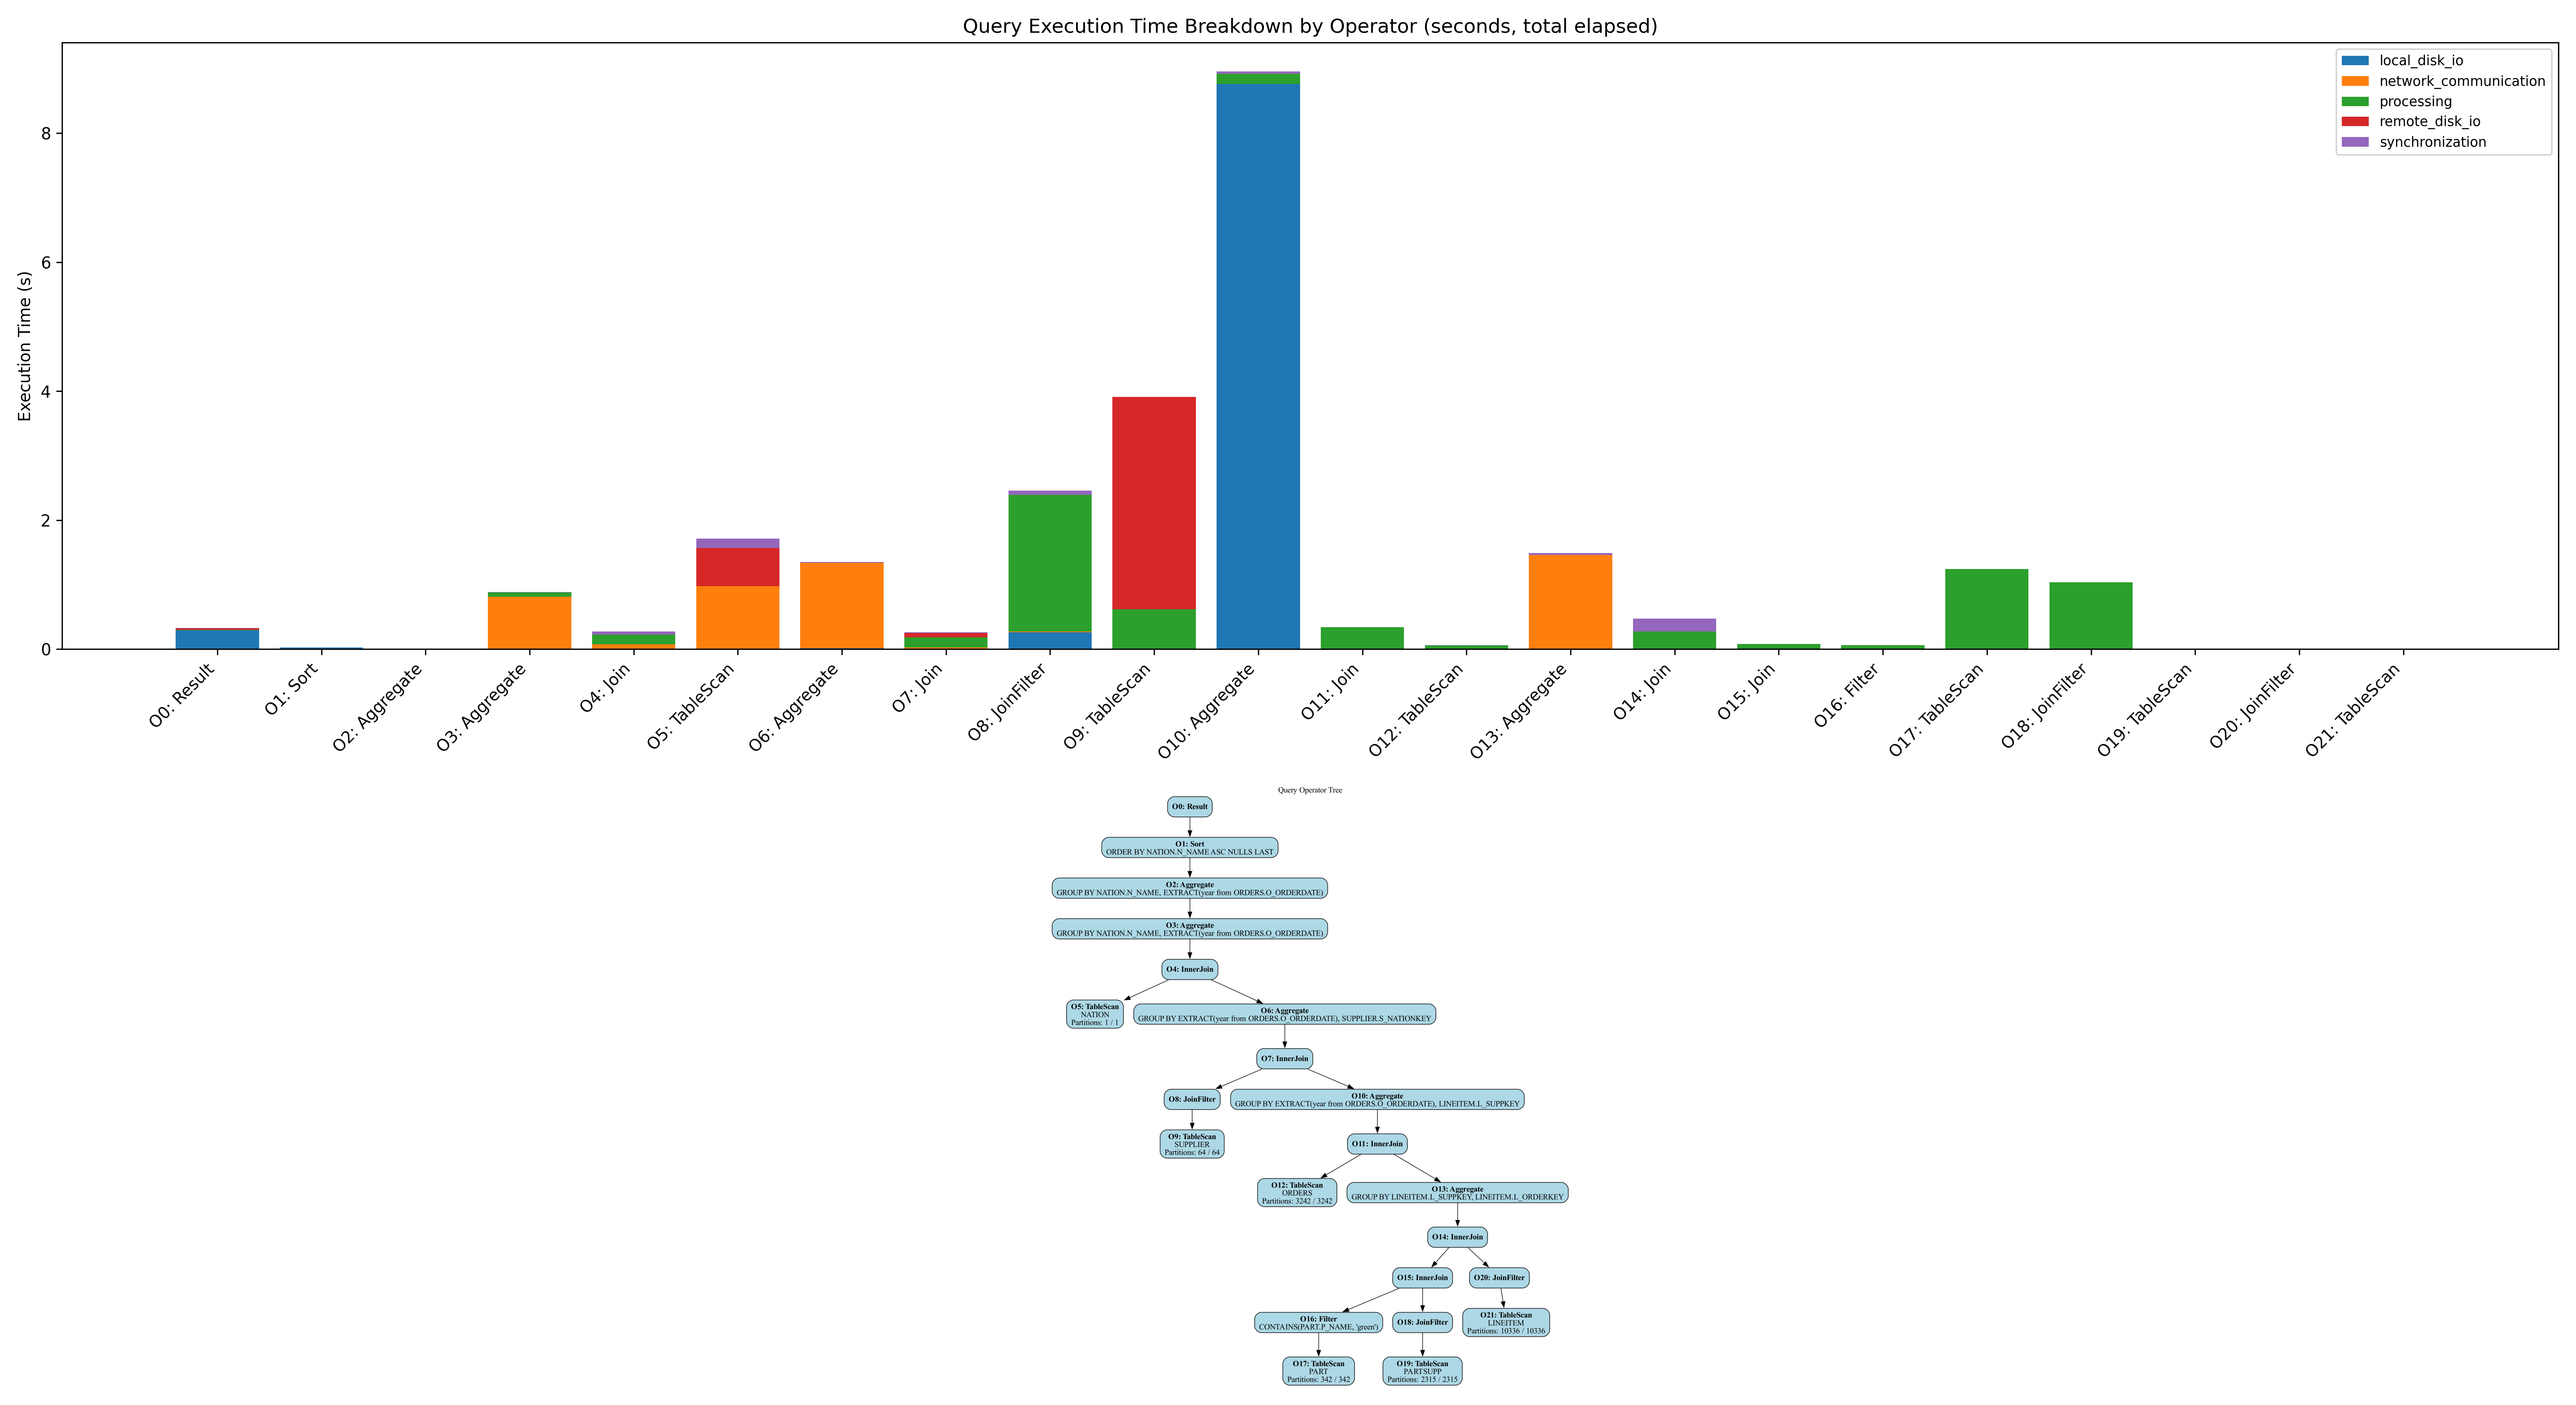 Query Execution Time Breakdown by Operator (seconds, total elapsed)
Execution Time (s)
8
6
4
2
0
local_disk_io
network_communication
processing
remote_disk_io
synchronization
O0: Result
O1: Sort
O2: Aggregate
O3: Aggregate
O4: Join
O5: TableScan
O6: Aggregate
O7: Join
O8: JoinFilter
O9: TableScan
O10: Aggregate
O11: Join
O12: TableScan
O13: Aggregate
O14: Join
O15: Join
O16: Filter
O17: TableScan
O18: JoinFilter
O19: TableScan
O20: JoinFilter
O21: TableScan
Query Operator Tree
O0: Result
O1: Sort
ORDER BY NATION.N_NAME ASC NULLS LAST
O2: Aggregate
GROUP BY NATION.N_NAME, EXTRACT(year from ORDERS.O_ORDERDATE)
O3: Aggregate
GROUP BY NATION.N_NAME, EXTRACT(year from ORDERS.O_ORDERDATE)
O4: InnerJoin
O5: TableScan
NATION
Partitions: 1 / 1
O6: Aggregate
GROUP BY EXTRACT(year from ORDERS.O_ORDERDATE), SUPPLIER.S_NATIONKEY
O7: InnerJoin
O8: JoinFilter
O10: Aggregate
GROUP BY EXTRACT(year from ORDERS.O_ORDERDATE), LINEITEM.L_SUPPKEY
O9: TableScan
SUPPLIER
Partitions: 64 / 64
O11: InnerJoin
O12: TableScan
ORDERS
Partitions: 3242 / 3242
O13: Aggregate
GROUP BY LINEITEM.L_SUPPKEY, LINEITEM.L_ORDERKEY
O14: InnerJoin
O15: InnerJoin
O20: JoinFilter
O16: Filter
CONTAINS(PART.P_NAME, 'green')
O18: JoinFilter
O21: TableScan
LINEITEM
Partitions: 10336 / 10336
O17: TableScan
PART
Partitions: 342 / 342
O19: TableScan
PARTSUPP
Partitions: 2315 / 2315